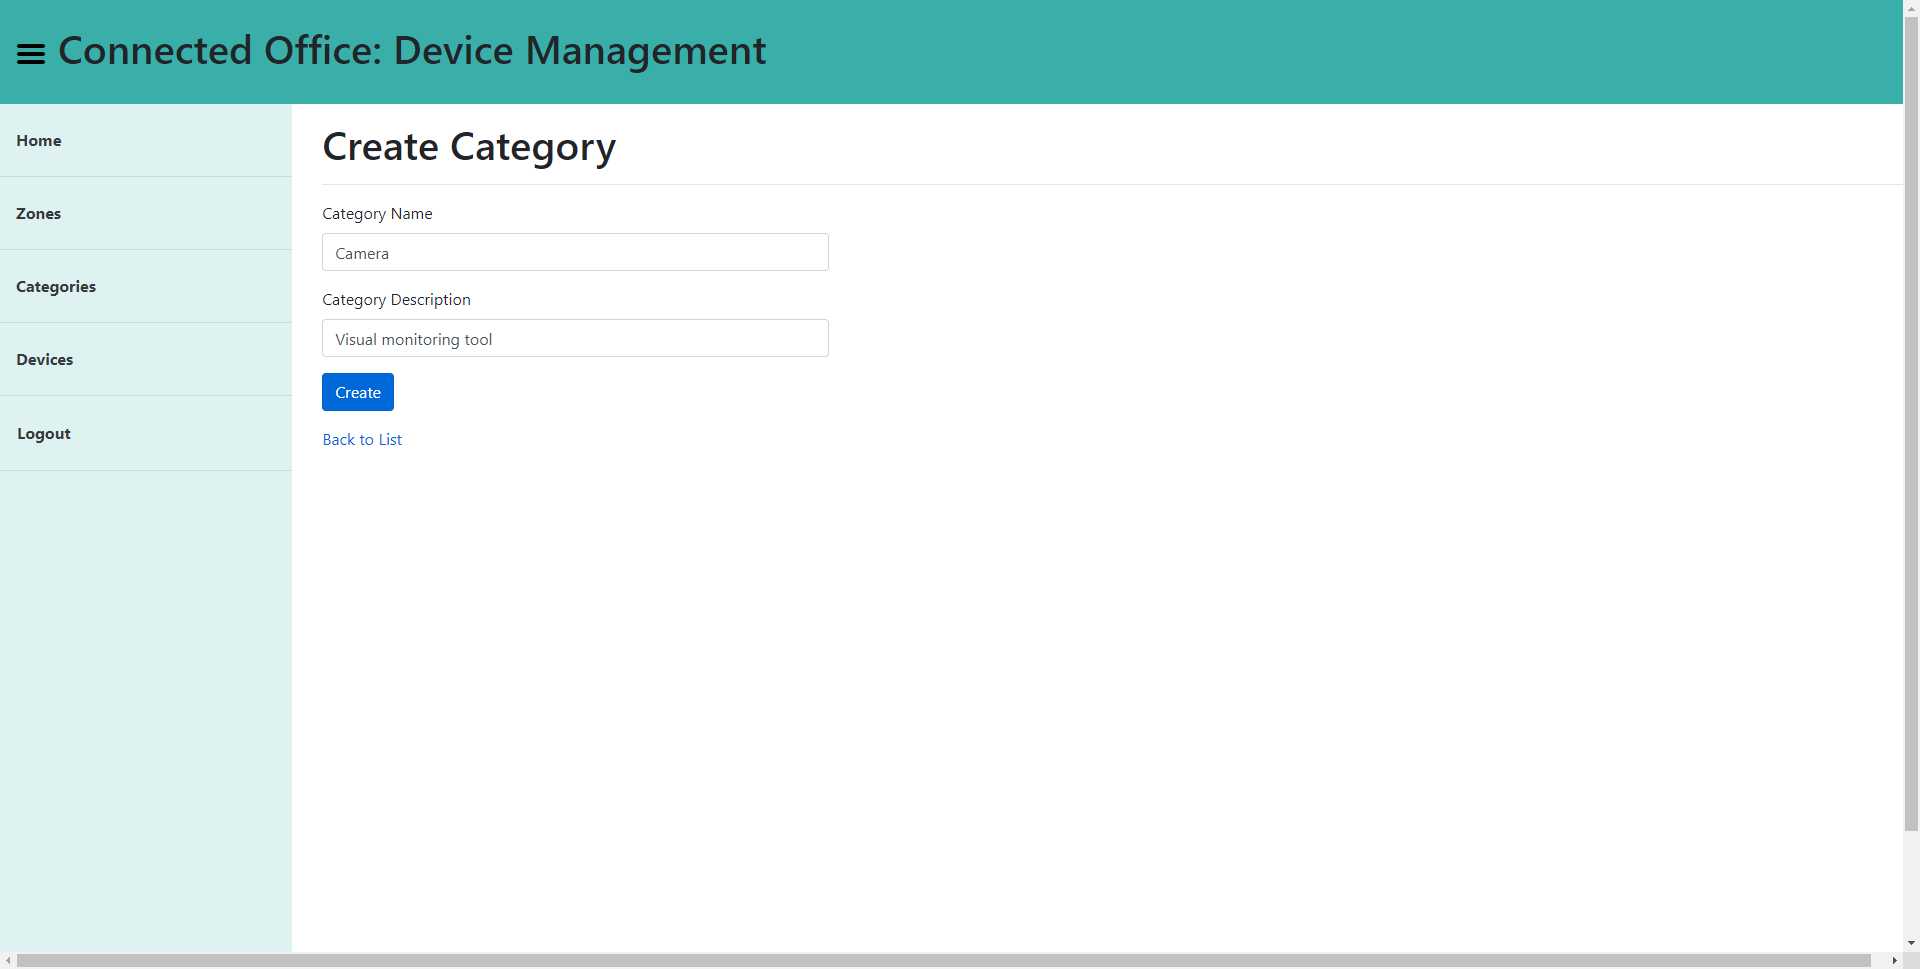 Connected Office: Device Management
Home
Zones
Categories
Devices
Logout
Create Category
Category Name
Camera
Category Description
Visual monitoring tool
Create
Back to List